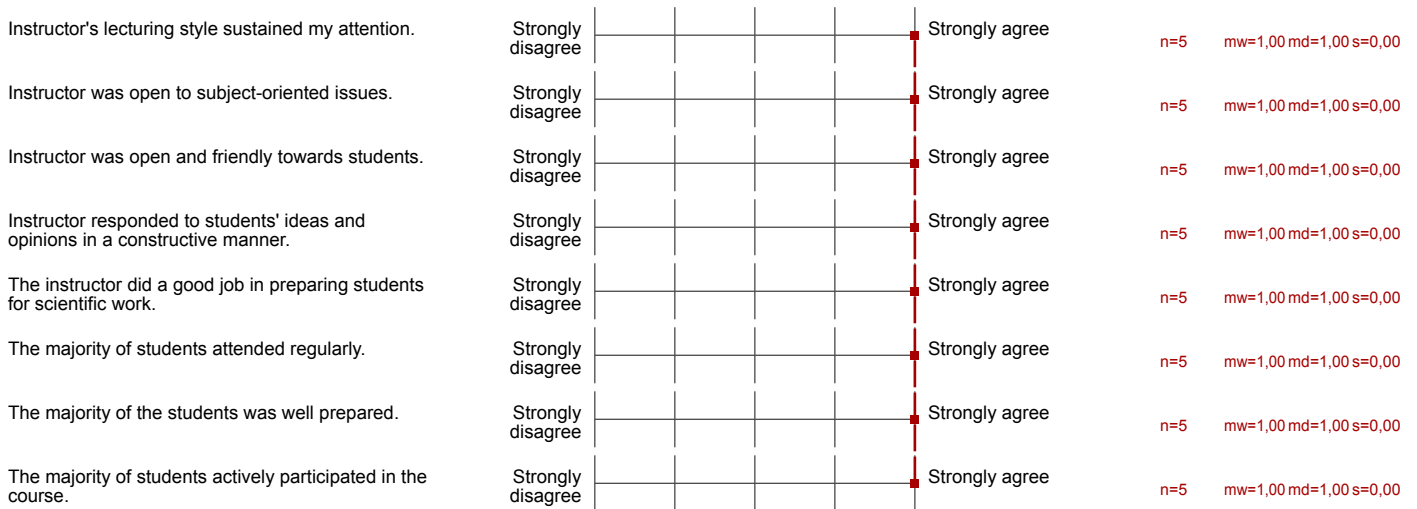 Instructor's lecturing style sustained my attention. Strongly disagree Strongly agree n=5 mw=1,00 md=1,00 s=0,00
Instructor was open to subject-oriented issues. Strongly disagree Strongly agree n=5 mw=1,00 md=1,00 s=0,00
Instructor was open and friendly towards students. Strongly disagree Strongly agree n=5 mw=1,00 md=1,00 s=0,00
Instructor responded to students' ideas and
opinions in a constructive manner. Strongly disagree Strongly agree n=5 mw=1,00 md=1,00 s=0,00
The instructor did a good job in preparing students
for scientific work. Strongly disagree Strongly agree n=5 mw=1,00 md=1,00 s=0,00
The majority of students attended regularly. Strongly disagree Strongly agree n=5 mw=1,00 md=1,00 s=0,00
The majority of the students was well prepared. Strongly disagree Strongly agree n=5 mw=1,00 md=1,00 s=0,00
The majority of students actively participated in the
course. Strongly disagree Strongly agree n=5 mw=1,00 md=1,00 s=0,00